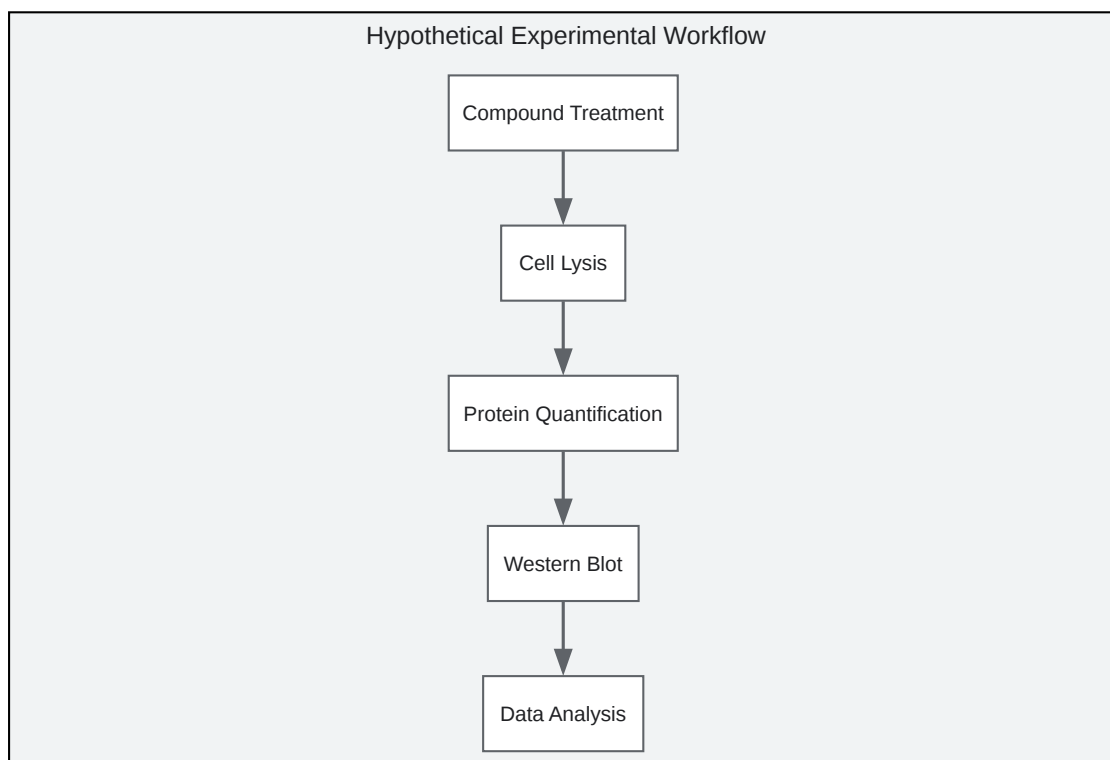 Hypothetical Experimental Workflow
Compound Treatment
Cell Lysis
Protein Quantification
Western Blot
Data Analysis